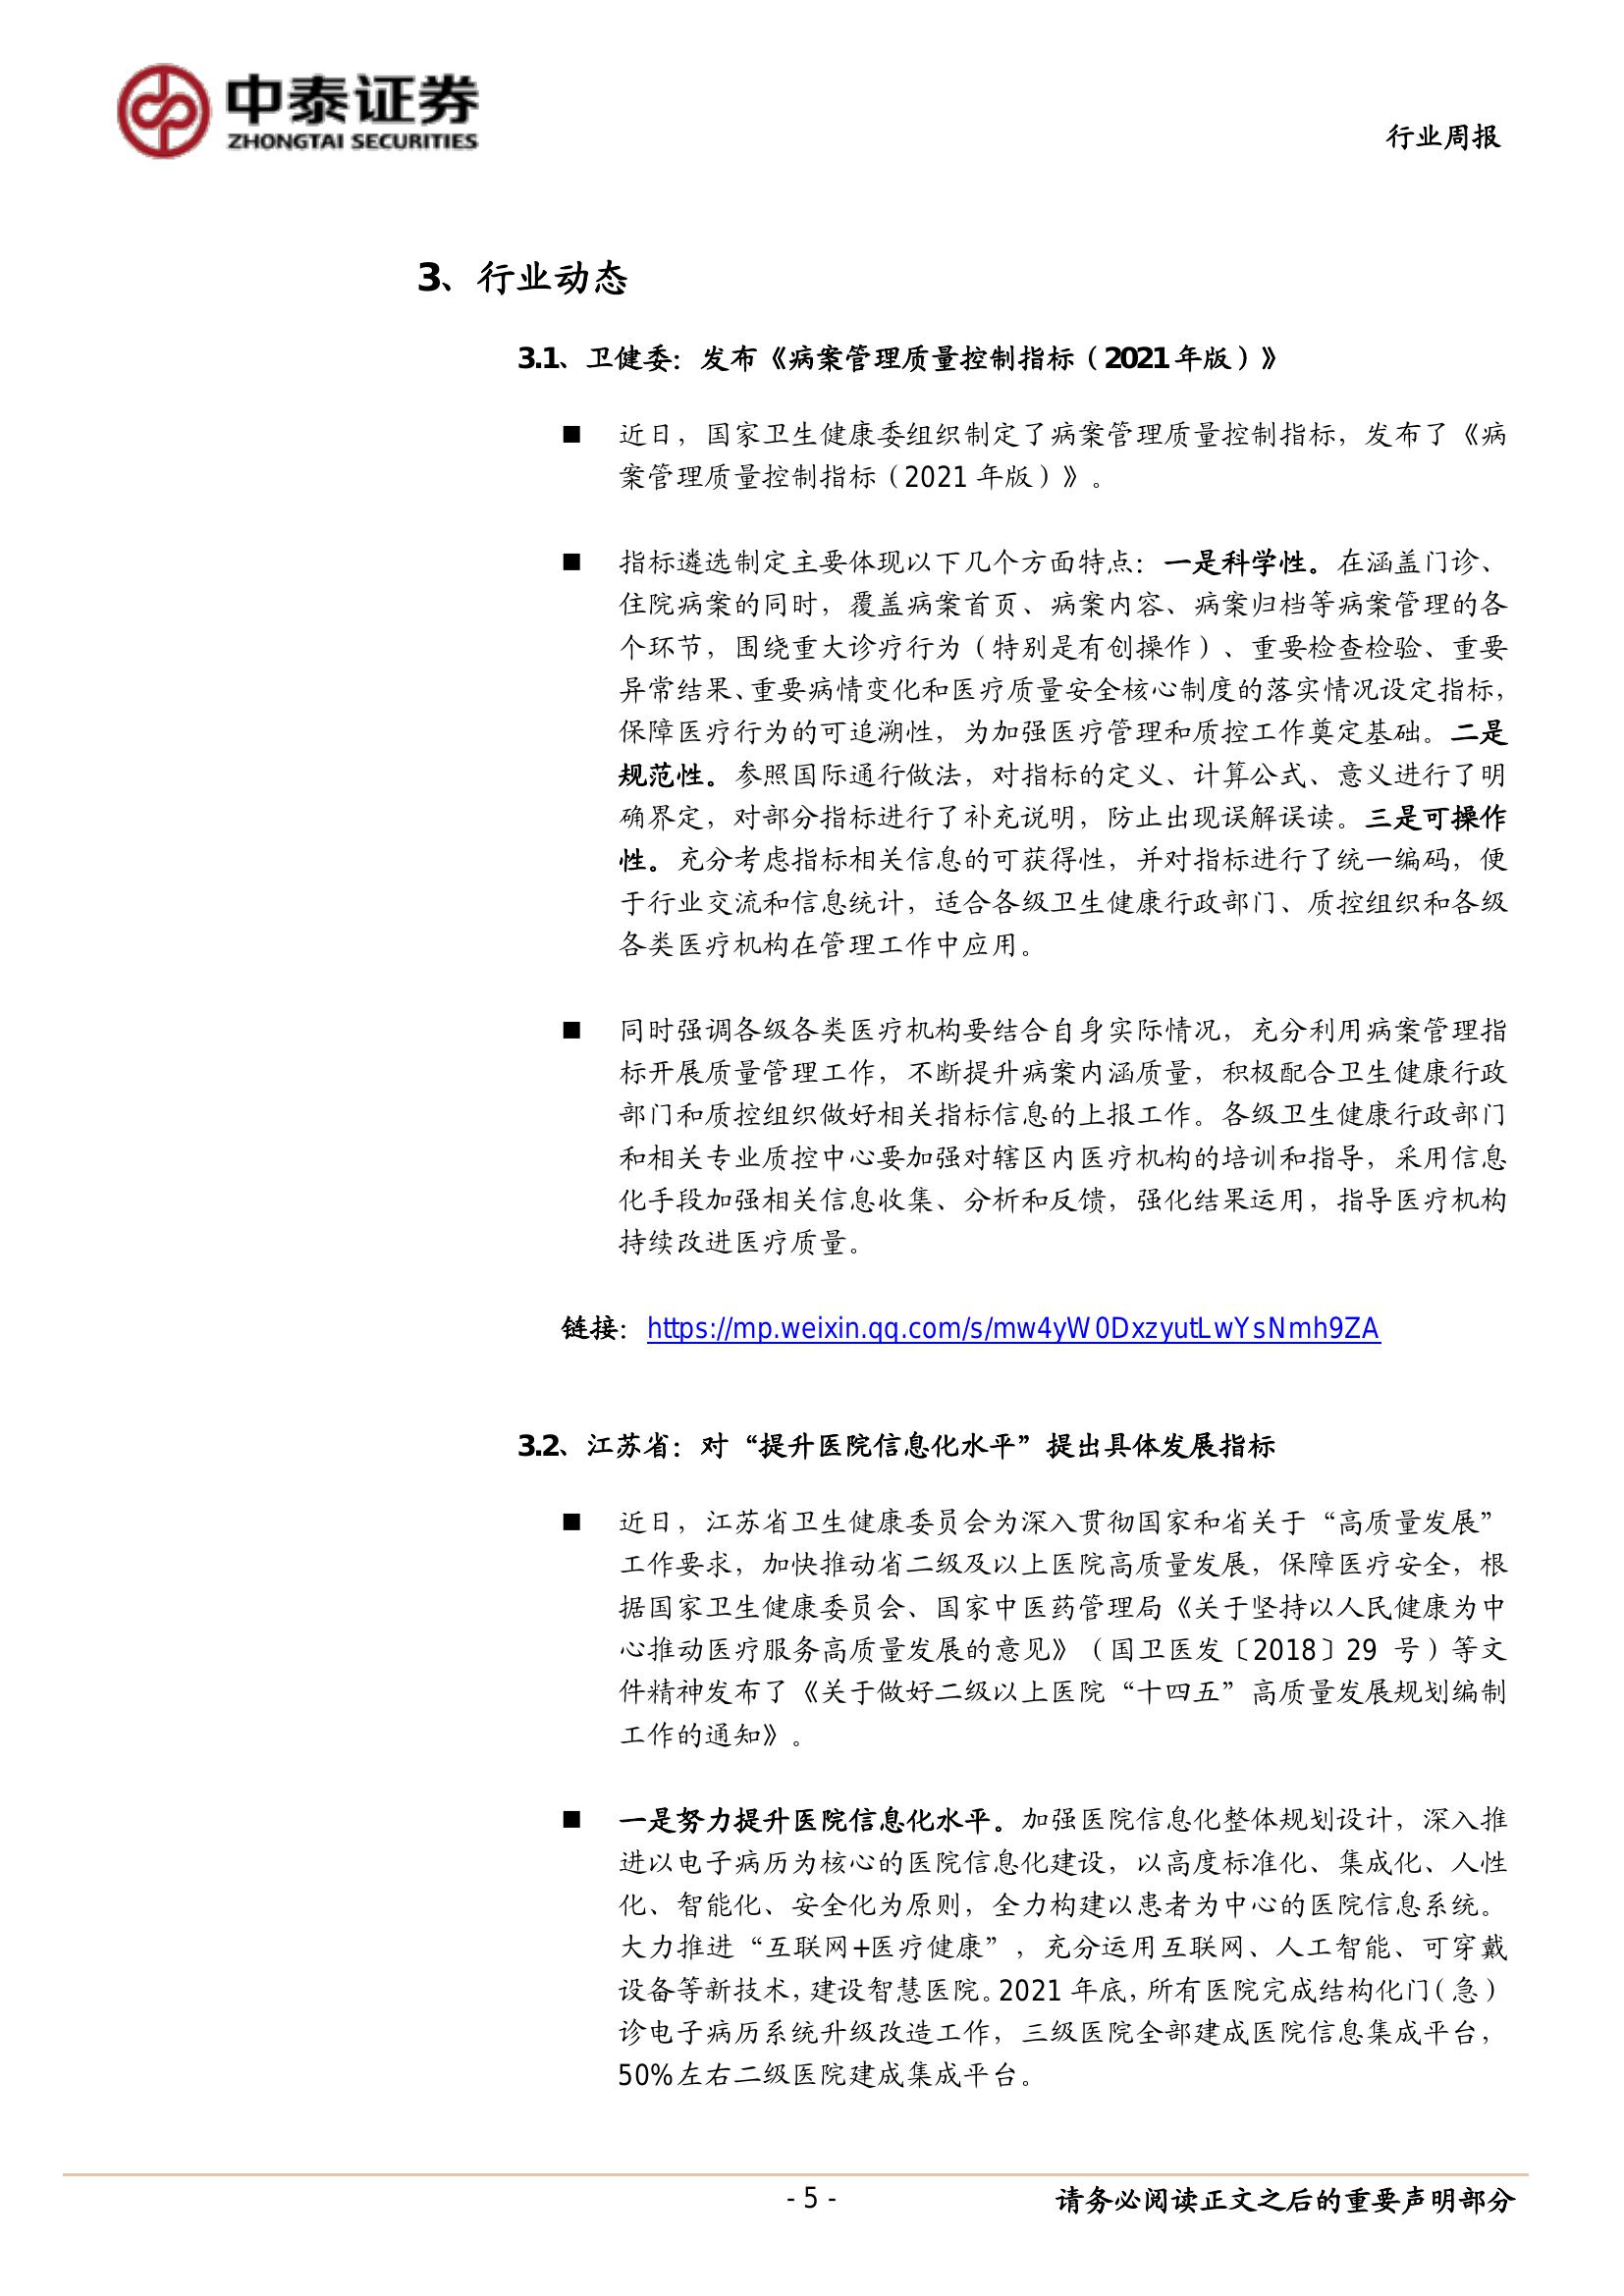 中泰证券
ZHONGTAI SECURITIES
行业周报
3、行业动态
3.1、卫健委：发布《病案管理质量控制指标（2021年版）》
■ 近日，国家卫生健康委组织制定了病案管理质量控制指标，发布了《病
案管理质量控制指标（2021 年版）》。
■ 指标遴选制定主要体现以下几个方面特点：一是科学性。在涵盖门诊、
住院病案的同时，覆盖病案首页、病案内容、病案归档等病案管理的各
个环节，围绕重大诊疗行为（特别是有创操作）、重要检查检验、重要
异常结果、重要病情变化和医疗质量安全核心制度的落实情况设定指标，
保障医疗行为的可追溯性，为加强医疗管理和质控工作奠定基础。二是
规范性。参照国际通行做法，对指标的定义、计算公式、意义进行了明
确界定，对部分指标进行了补充说明，防止出现误解误读。三是可操作
性。充分考虑指标相关信息的可获得性，并对指标进行了统一编码，便
于行业交流和信息统计，适合各级卫生健康行政部门、质控组织和各级
各类医疗机构在管理工作中应用。
■ 同时强调各级各类医疗机构要结合自身实际情况，充分利用病案管理指
标开展质量管理工作，不断提升病案内涵质量，积极配合卫生健康行政
部门和质控组织做好相关指标信息的上报工作。各级卫生健康行政部门
和相关专业质控中心要加强对辖区内医疗机构的培训和指导，采用信息
化手段加强相关信息收集、分析和反馈，强化结果运用，指导医疗机构
持续改进医疗质量。
链接：https://mp.weixin.qq.com/s/mw4yW0DxzyutLwYsNmh9ZA
3.2、江苏省：对“提升医院信息化水平”提出具体发展指标
■ 近日，江苏省卫生健康委员会为深入贯彻国家和省关于“高质量发展”
工作要求，加快推动省二级及以上医院高质量发展，保障医疗安全，根
据国家卫生健康委员会、国家中医药管理局《关于坚持以人民健康为中
心推动医疗服务高质量发展的意见》（国卫医发〔2018〕29 号）等文
件精神发布了《关于做好二级以上医院“十四五”高质量发展规划编制
工作的通知》。
■ 一是努力提升医院信息化水平。加强医院信息化整体规划设计，深入推
进以电子病历为核心的医院信息化建设，以高度标准化、集成化、人性
化、智能化、安全化为原则，全力构建以患者为中心的医院信息系统。
大力推进“互联网+医疗健康”，充分运用互联网、人工智能、可穿戴
设备等新技术，建设智慧医院。2021 年底，所有医院完成结构化门（急）
诊电子病历系统升级改造工作，三级医院全部建成医院信息集成平台，
50%左右二级医院建成集成平台。
- 5 -
请务必阅读正文之后的重要声明部分